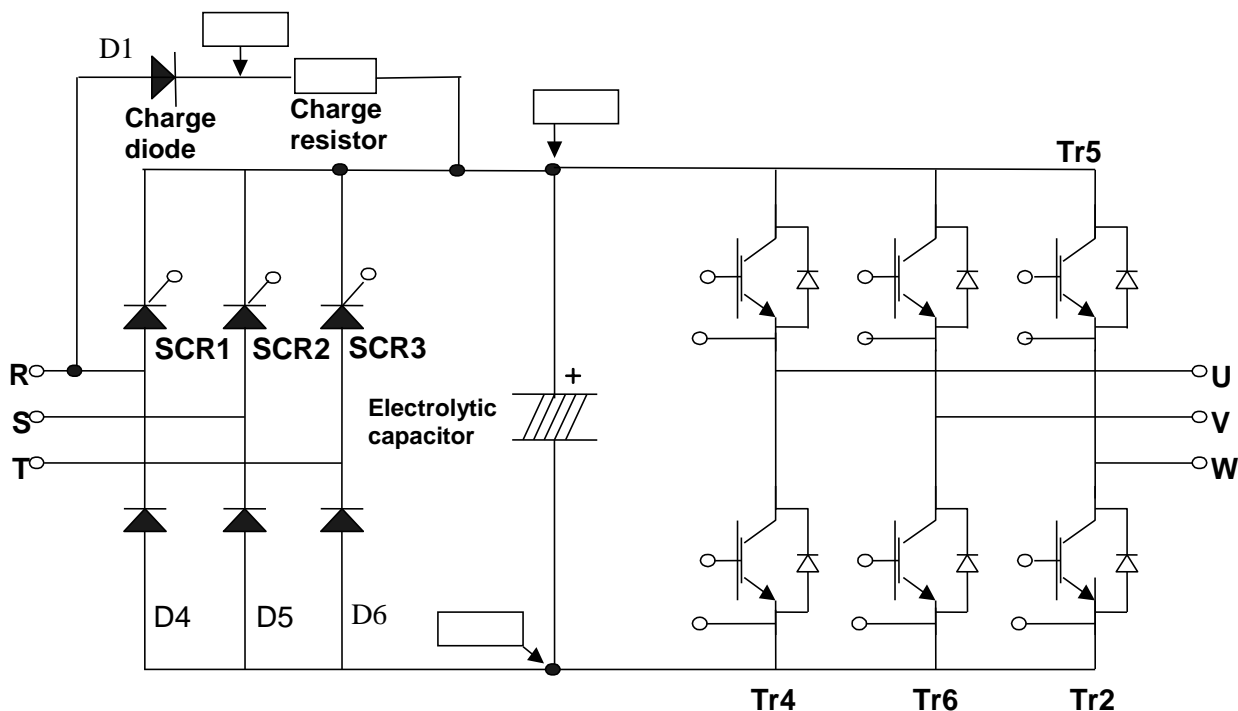 D1
Charge
diode
Charge
resistor
Tr5
SCR1
SCR2
SCR3
R
S
T
+
Electrolytic
capacitor
U
V
W
D4
D5
D6
Tr4
Tr6
Tr2